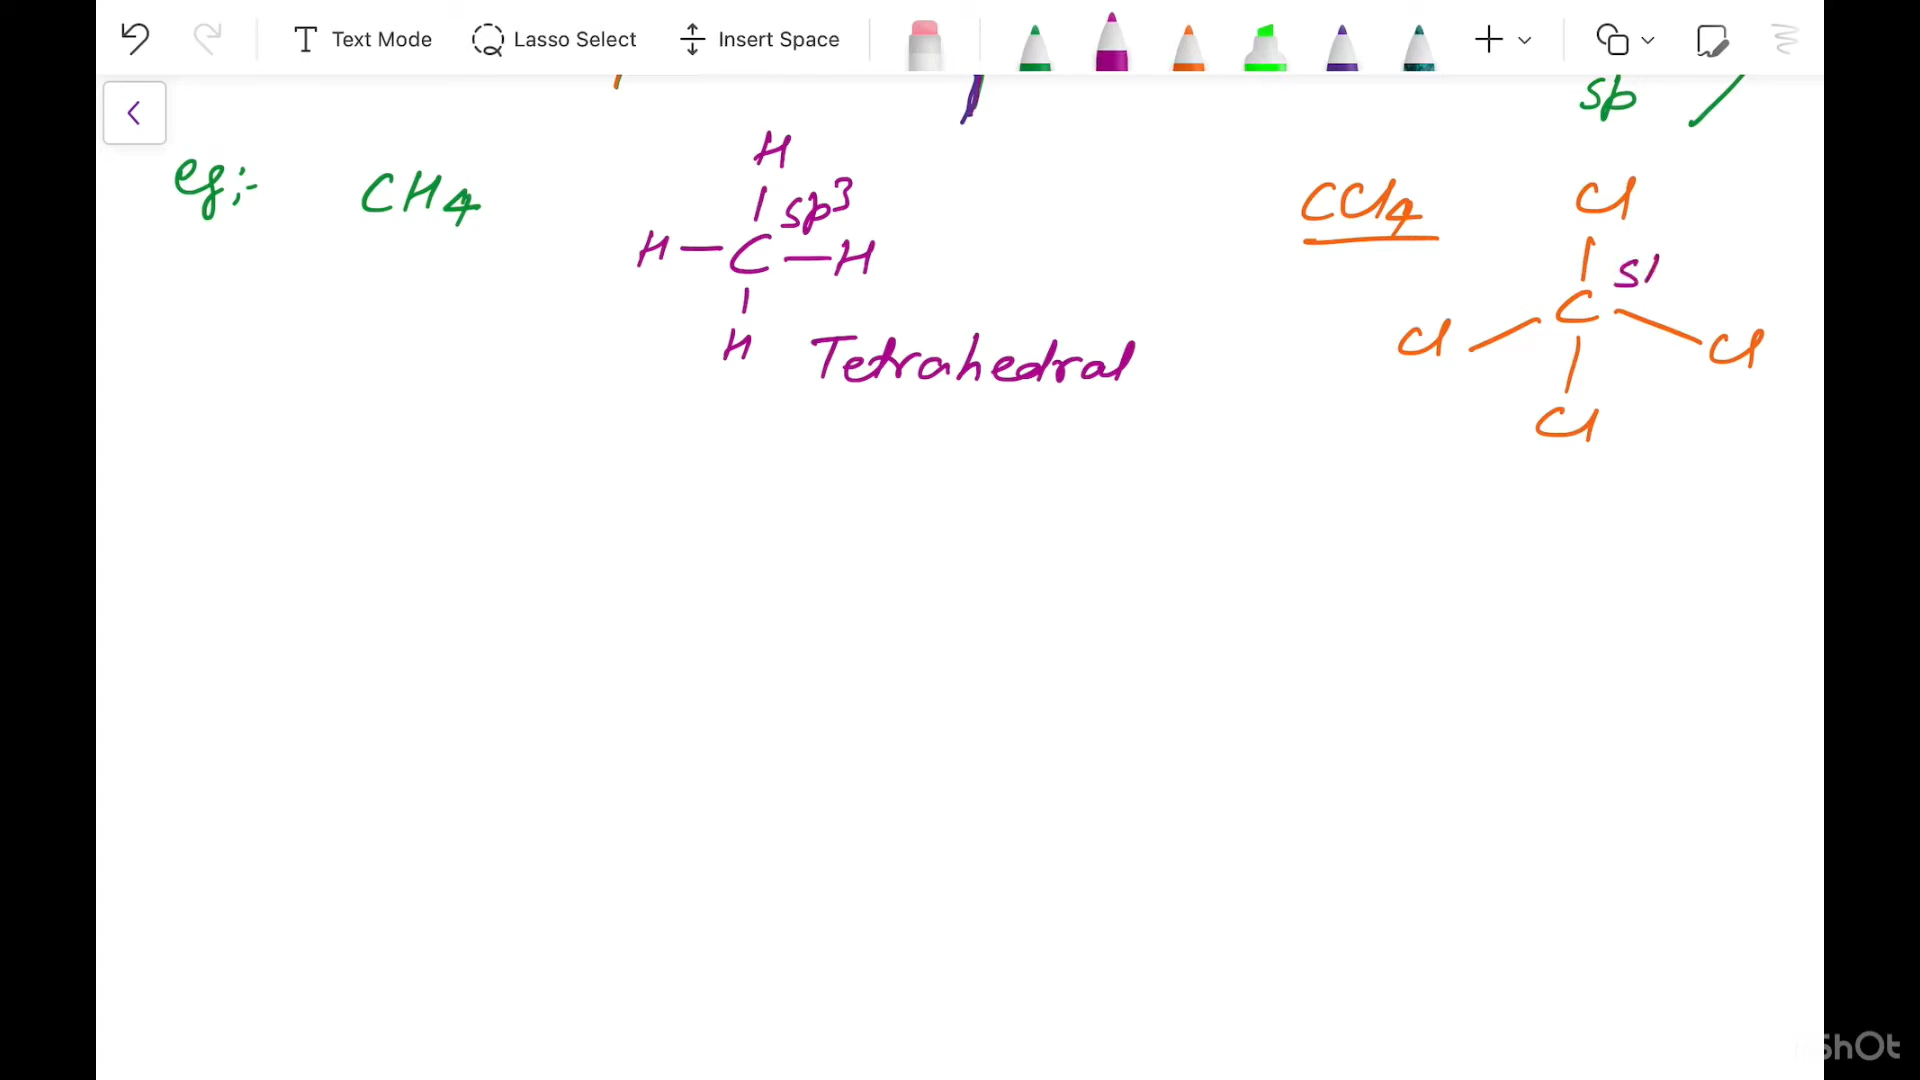 Text Mode Lasso Select Insert Space
sp
eg:- CH4
H
sp3
H-C-H
H
Tetrahedral
CCl4
Cl
C
Cl Cl
Cl
shOt